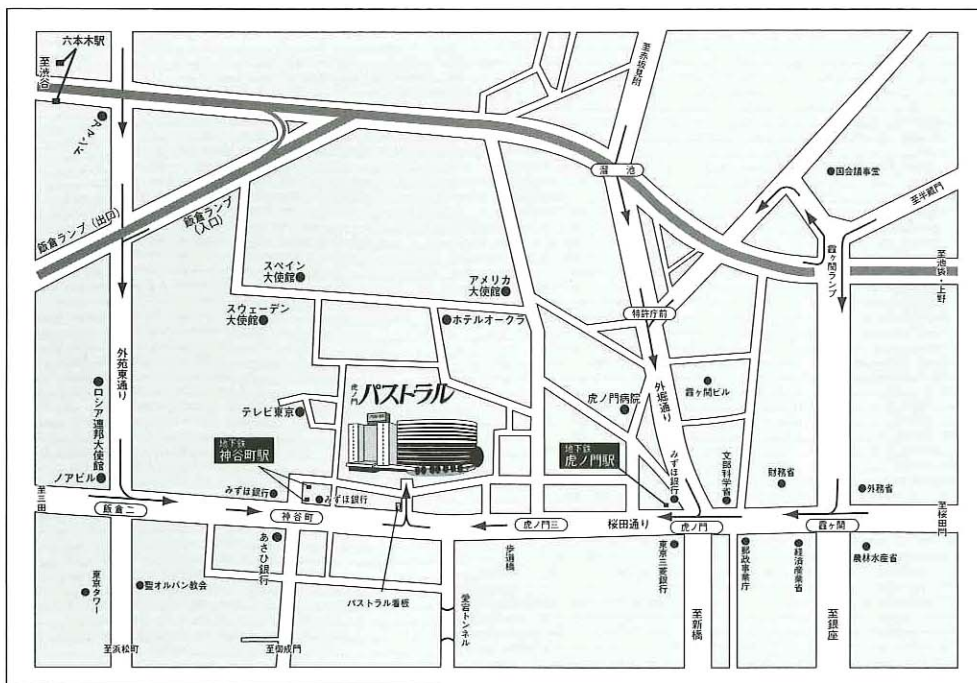 六本木駅
至渋谷
アマンド
至赤坂見附
溜池
国会議事堂
至半蔵門
飯倉ランプ(出口)
飯倉ランプ
(入口)
霞ヶ関ランプ
至池袋・上野
スペイン
大使館
アメリカ
大使館
スウェーデン
大使館
ホテルオークラ
特許庁前
外苑東通り
外堀通り
ロシア連邦大使館
虎ノ門
パストラル
虎ノ門病院
霞ヶ関ビル
テレビ東京
地下鉄
神谷町駅
地下鉄
虎ノ門駅
ノアビル
みずほ銀行
みずほ銀行
みずほ銀行
文部科学省
財務省
外務省
至三田
飯倉二
神谷町
虎ノ門三
桜田通り
虎ノ門
霞ヶ関
至桜田門
あさひ銀行
歩道橋
東京三菱銀行
郵政事業庁
経済産業省
農林水産省
東京タワー
聖オルバン教会
パストラル看板
愛宕トンネル
至新橋
至銀座
至浜松町
至御成門